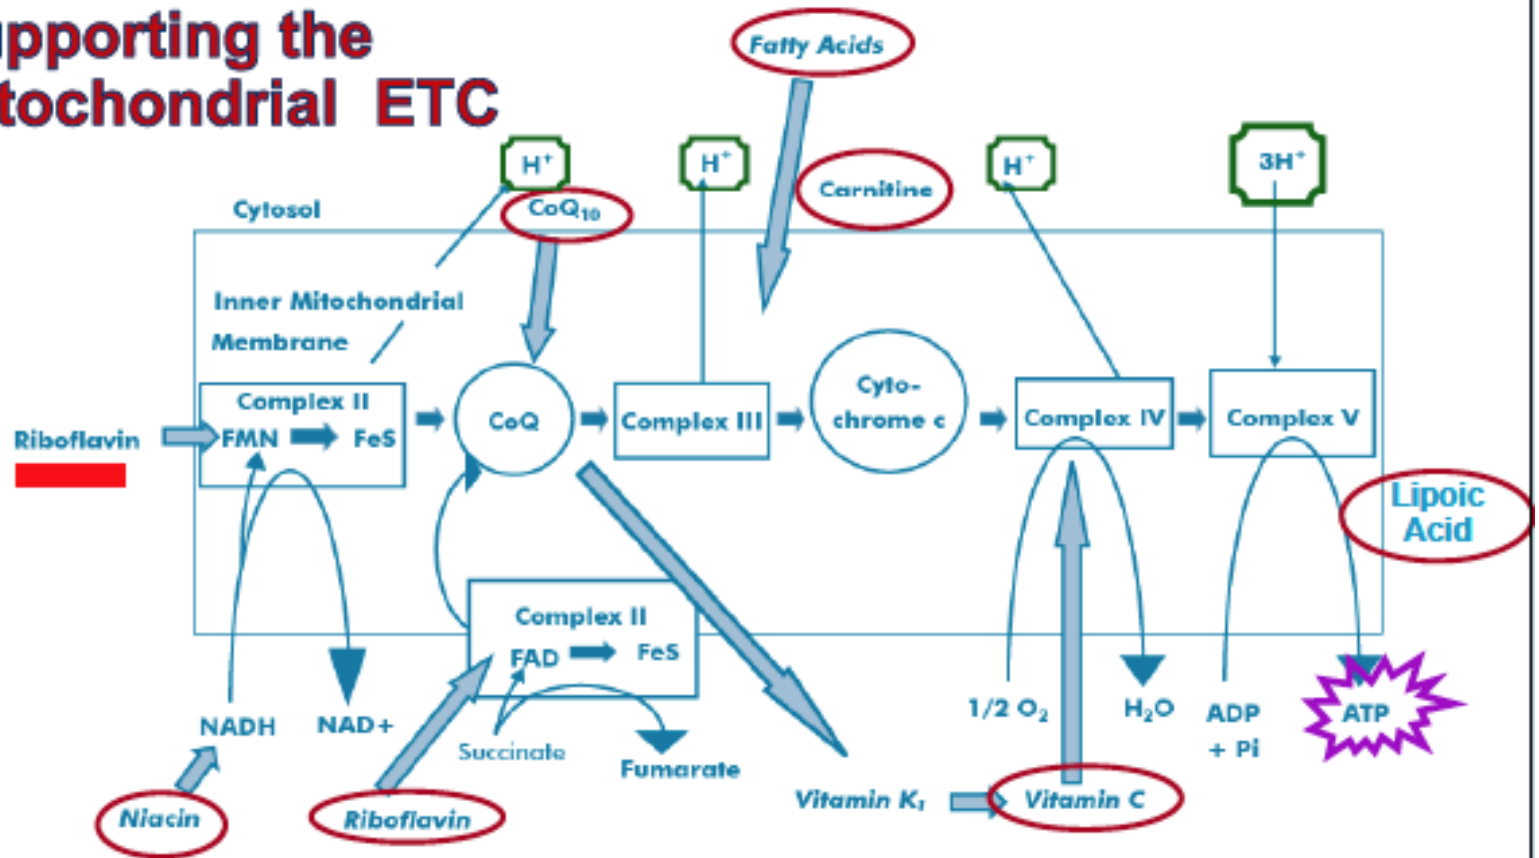 pporting the
tochondrial ETC
Fatty Acids
H⁺
H⁺
H⁺
3H⁺
Carnitine
Cytosol
CoQ₁₀
Inner Mitochondrial
Membrane
Complex II
FMN
FeS
Riboflavin
CoQ
Complex III
Cyto-
chrome c
Complex IV
Complex V
Lipoic
Acid
Complex II
FAD
FeS
NADH
NAD+
Succinate
Fumarate
1/2 O₂
H₂O
ADP
+ Pi
ATP
Niacin
Riboflavin
Vitamin K₁
Vitamin C